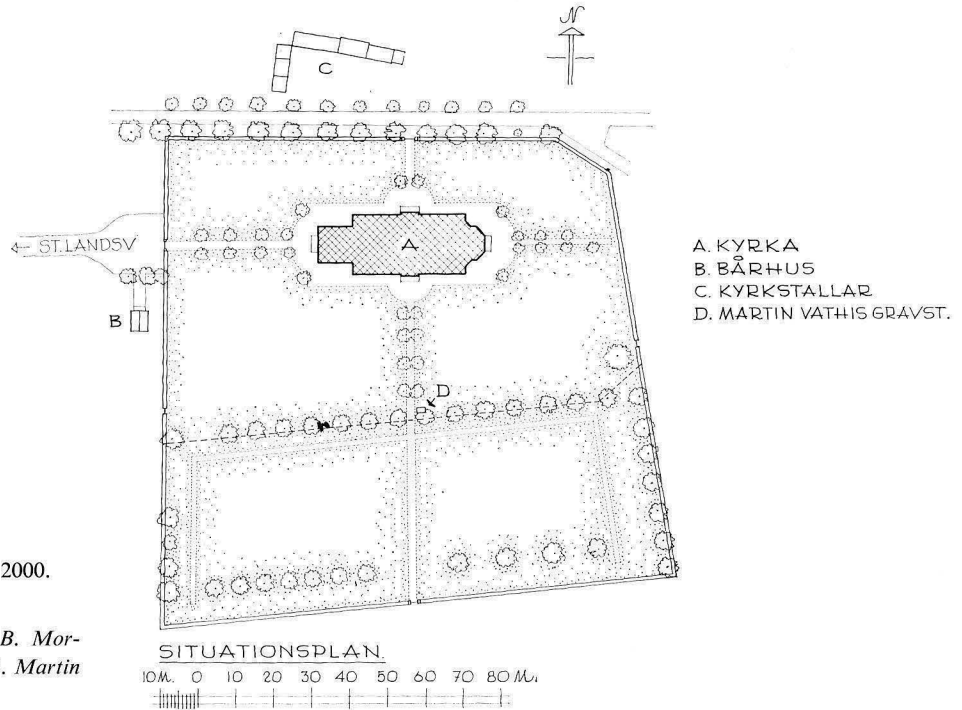 N
C
← ST. LANDSV
A
A. KYRKA
B. BÅRHUS
C. KYRKSTALLAR
D. MARTIN VATHIS GRAVST.
B
D
2000.
B. Mor-
. Martin
SITUATIONSPLAN.
10 M. 0 10 20 30 40 50 60 70 80 M.